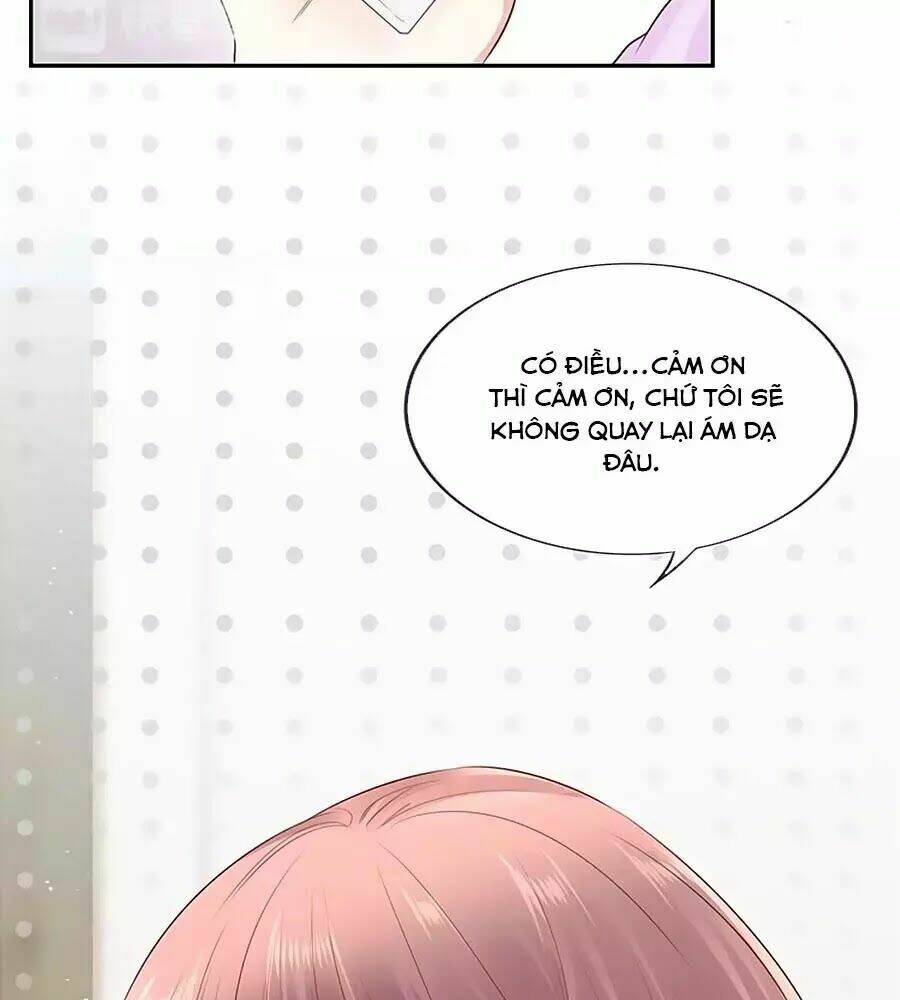 CÓ ĐIỀU...CẢM ƠN
THÌ CẢM ƠN, CHỨ TÔI SẼ
KHÔNG QUAY LẠI ÁM DẠ
ĐÂU.